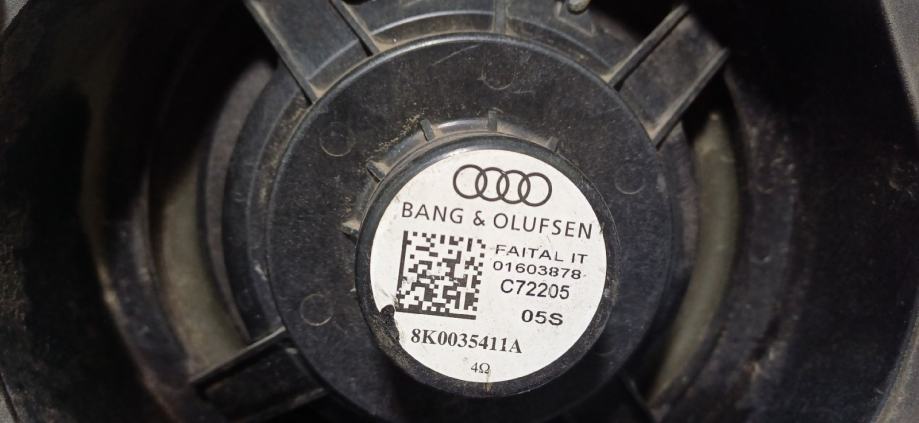 BANG & OLUFSEN
FAITAL IT
01603878
C72205
05S
8K0035411A
4Ω